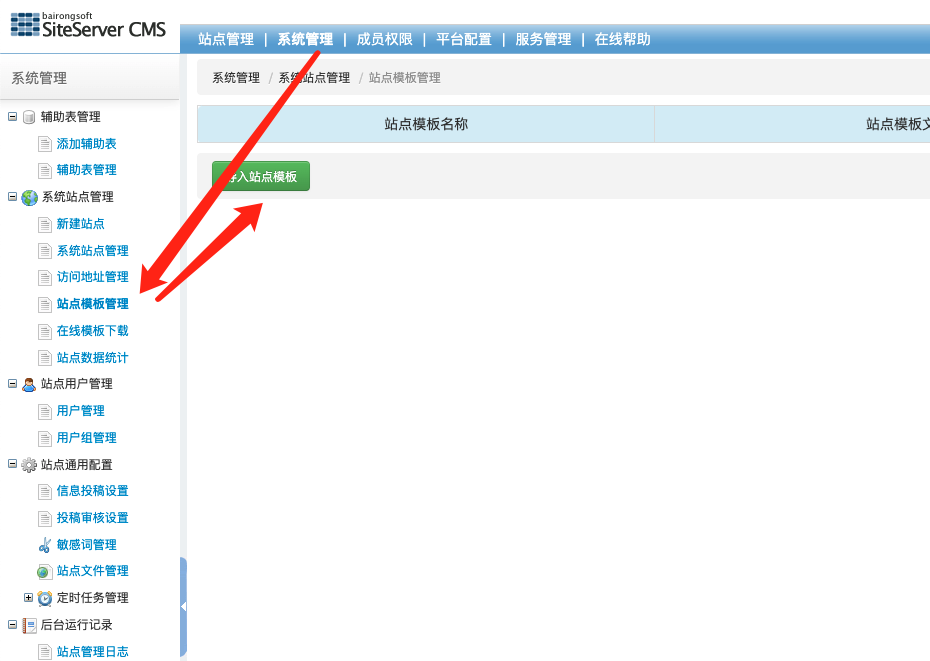 bairongsoft
SiteServer CMS
站点管理 | 系统管理 | 成员权限 | 平台配置 | 服务管理 | 在线帮助
系统管理
系统管理 / 系统站点管理 / 站点模板管理
站点模板名称
站点模板文
入站点模板
辅助表管理
添加辅助表
辅助表管理
系统站点管理
新建站点
系统站点管理
访问地址管理
站点模板管理
在线模板下载
站点数据统计
站点用户管理
用户管理
用户组管理
站点通用配置
信息投稿设置
投稿审核设置
敏感词管理
站点文件管理
定时任务管理
后台运行记录
站点管理日志